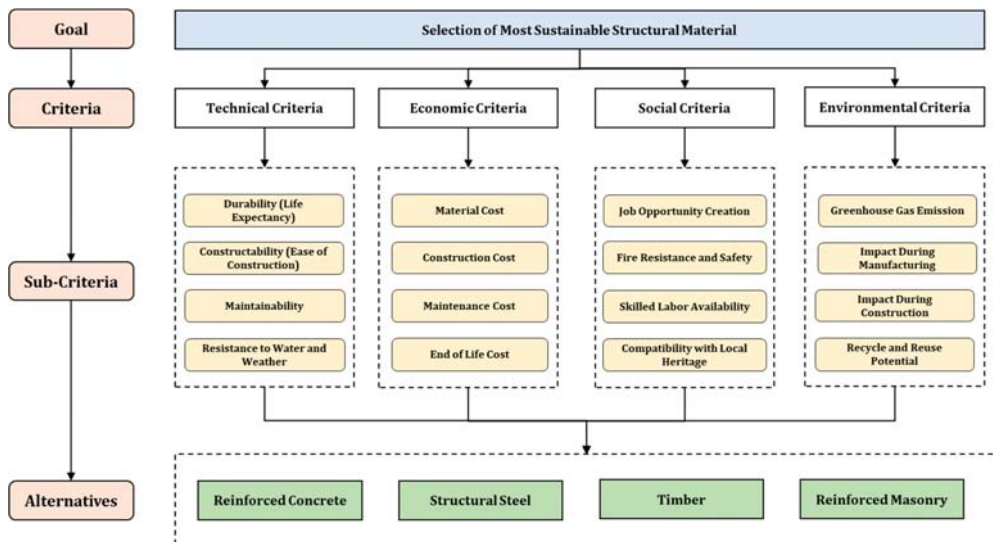 Goal
Selection of Most Sustainable Structural Material
Criteria
Technical Criteria
Economic Criteria
Social Criteria
Environmental Criteria
Sub-Criteria
Durability (Life
Expectancy)
Constructability (Ease of
Construction)
Maintainability
Resistance to Water and
Weather
Material Cost
Construction Cost
Maintenance Cost
End of Life Cost
Job Opportunity Creation
Fire Resistance and Safety
Skilled Labor Availability
Compatibility with Local
Heritage
Greenhouse Gas Emission
Impact During
Manufacturing
Impact During
Construction
Recycle and Reuse
Potential
Alternatives
Reinforced Concrete
Structural Steel
Timber
Reinforced Masonry